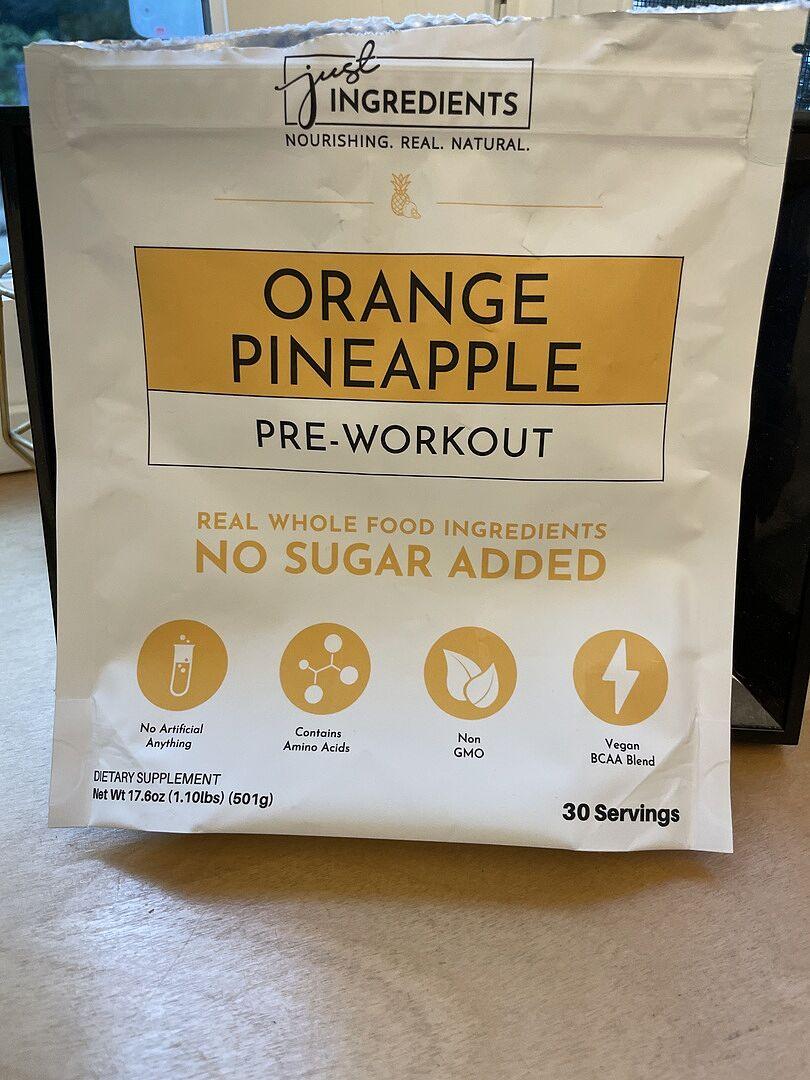 just
INGREDIENTS
NOURISHING. REAL. NATURAL.
ORANGE
PINEAPPLE
PRE-WORKOUT
REAL WHOLE FOOD INGREDIENTS
NO SUGAR ADDED
No Artificial
Anything
Contains
Amino Acids
Non
GMO
Vegan
BCAA Blend
DIETARY SUPPLEMENT
Net Wt 17.6oz (1.10lbs) (501g)
30 Servings